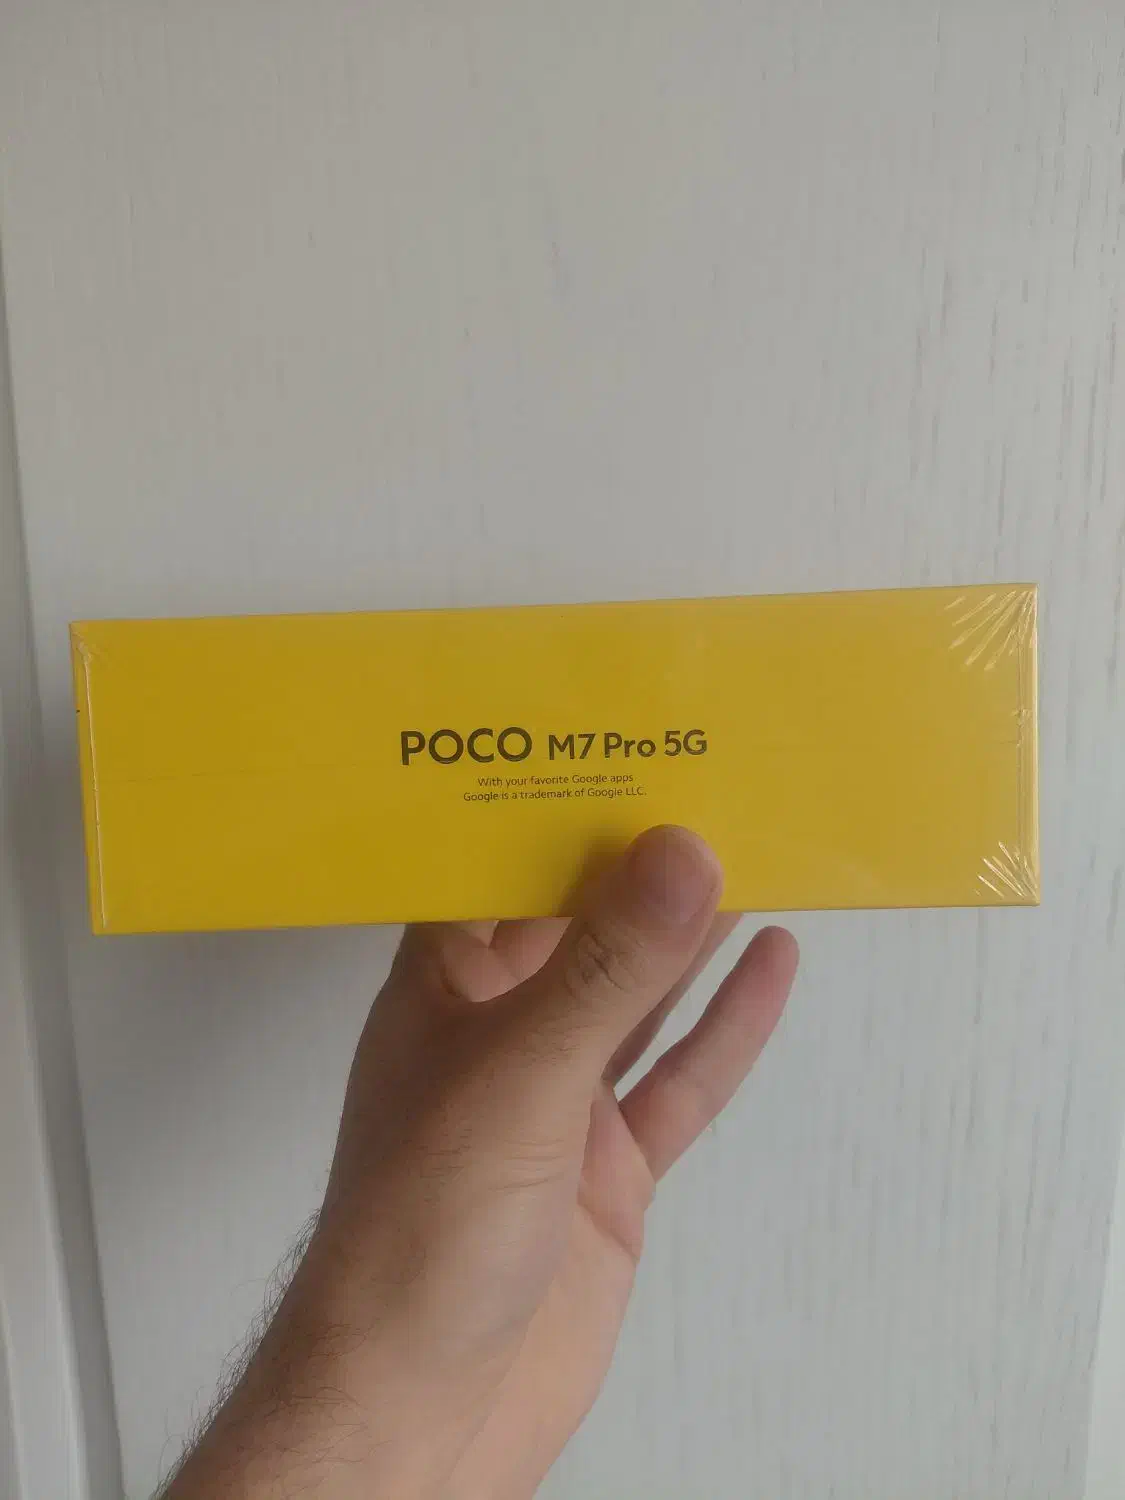 POCO M7 Pro 5G
With your favorite Google apps
Google is a trademark of Google LLC.